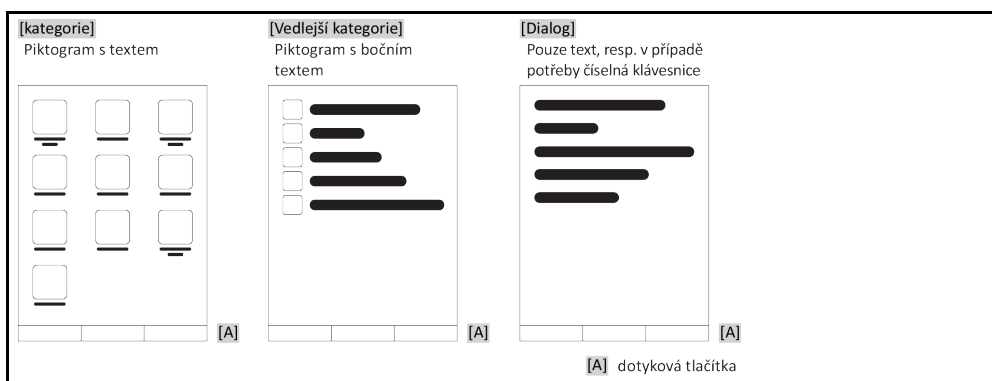 [kategorie]
Piktogram s textem
[Vedlejší kategorie]
Piktogram s bočním
textem
[Dialog]
Pouze text, resp. v případě
potřeby číselná klávesnice
[A]
[A]
[A]
[A] dotyková tlačítka